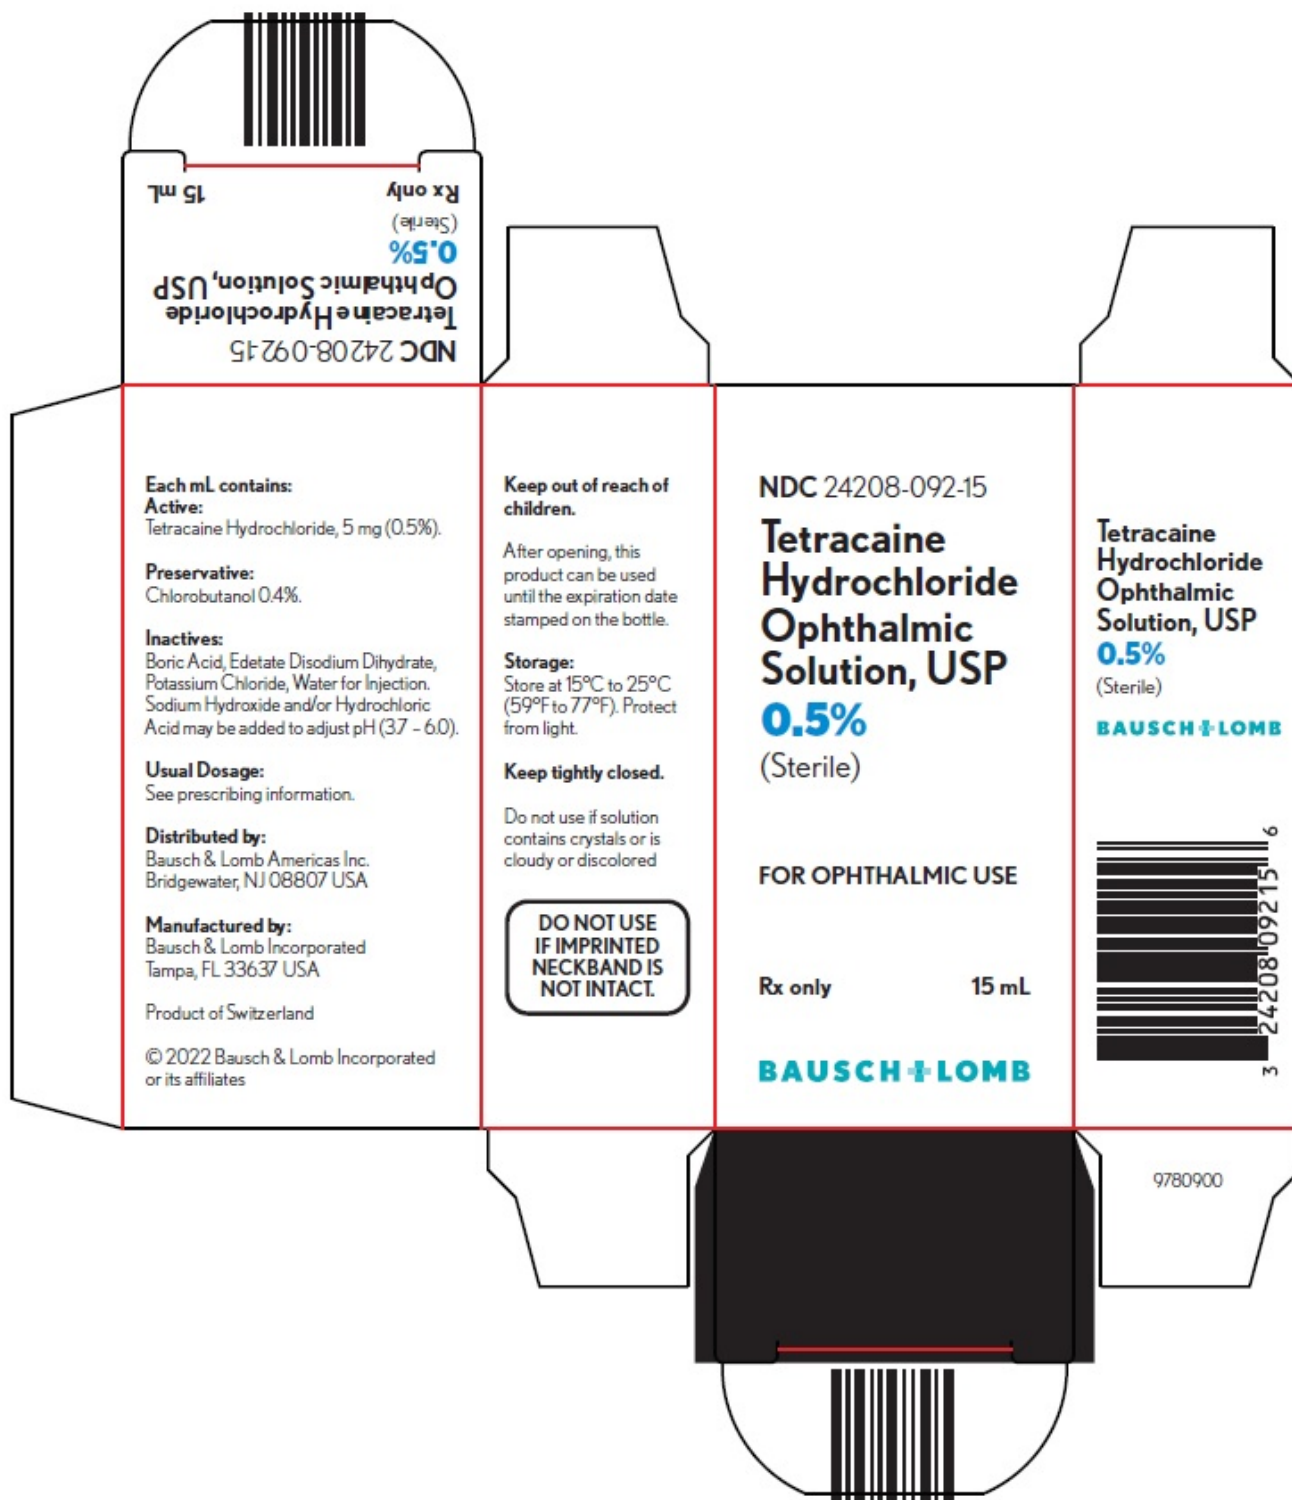 NDC 24208-09215
Tetracaine Hydrochloride
Ophthalmic Solution, USP
0.5%
(Sterile)
Rx only 15 mL
Each mL contains:
Active:
Tetracaine Hydrochloride, 5 mg (0.5%).
Preservative:
Chlorobutanol 0.4%.
Inactives:
Boric Acid, Edetate Disodium Dihydrate,
Potassium Chloride, Water for Injection.
Sodium Hydroxide and/or Hydrochloric
Acid may be added to adjust pH (3.7 – 6.0).
Usual Dosage:
See prescribing information.
Distributed by:
Bausch & Lomb Americas Inc.
Bridgewater, NJ 08807 USA
Manufactured by:
Bausch & Lomb Incorporated
Tampa, FL 33637 USA
Product of Switzerland
© 2022 Bausch & Lomb Incorporated
or its affiliates
Keep out of reach of
children.
After opening, this
product can be used
until the expiration date
stamped on the bottle.
Storage:
Store at 15°C to 25°C
(59°F to 77°F). Protect
from light.
Keep tightly closed.
Do not use if solution
contains crystals or is
cloudy or discolored
DO NOT USE
IF IMPRINTED
NECKBAND IS
NOT INTACT.
NDC 24208-092-15
Tetracaine
Hydrochloride
Ophthalmic
Solution, USP
0.5%
(Sterile)
FOR OPHTHALMIC USE
Rx only 15 mL
BAUSCH+LOMB
Tetracaine
Hydrochloride
Ophthalmic
Solution, USP
0.5%
(Sterile)
BAUSCH+LOMB
3 24208 09215 6
9780900